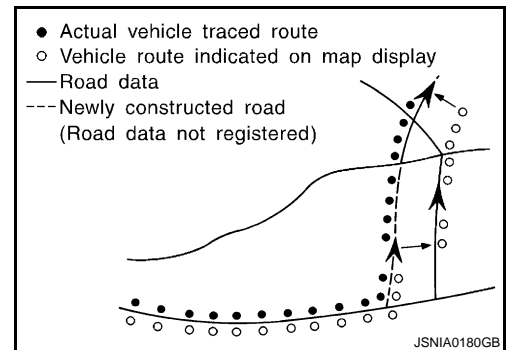 ● Actual vehicle traced route
○ Vehicle route indicated on map display
— Road data
--- Newly constructed road
(Road data not registered)
JSNIA0180GB